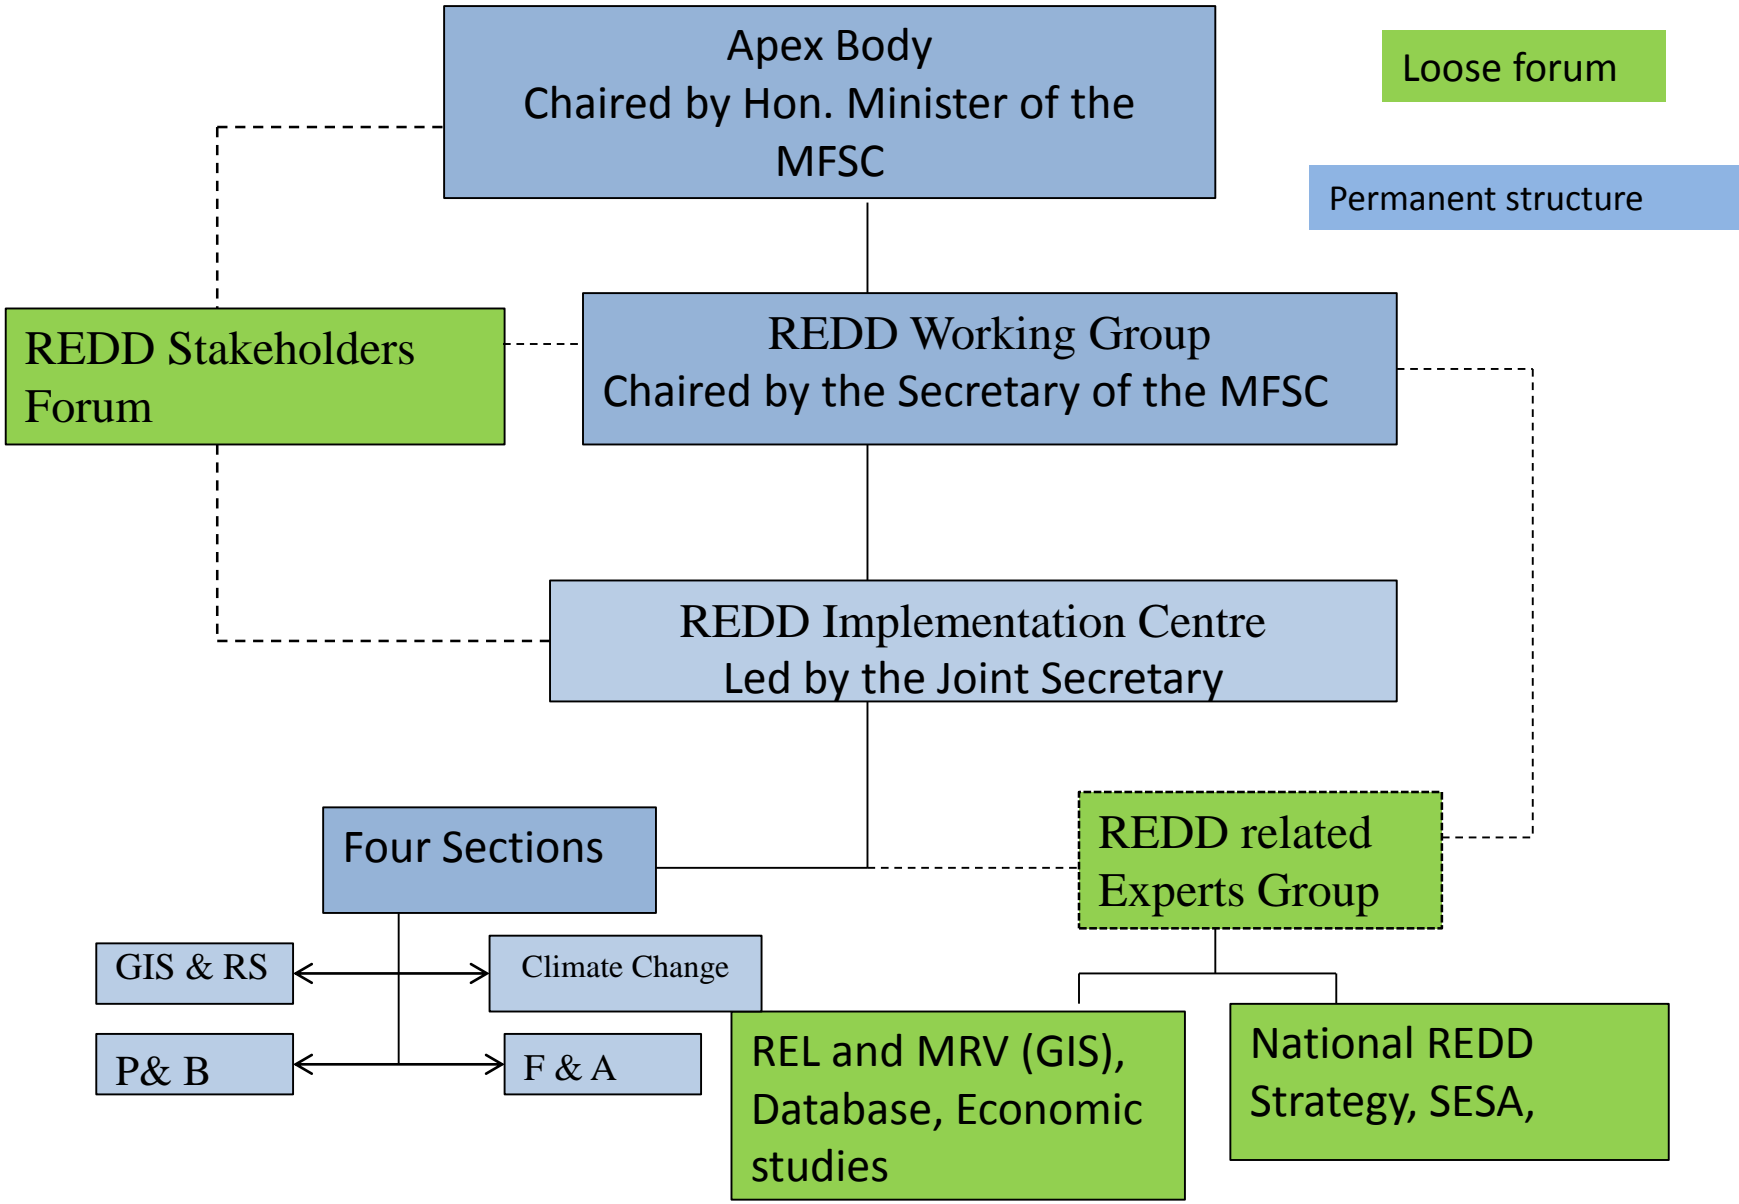 Apex Body
Chaired by Hon. Minister of the
MFSC
Loose forum
Permanent structure
REDD Stakeholders
Forum
REDD Working Group
Chaired by the Secretary of the MFSC
REDD Implementation Centre
Led by the Joint Secretary
Four Sections
REDD related
Experts Group
GIS & RS
Climate Change
P& B
F & A
REL and MRV (GIS),
Database, Economic
studies
National REDD
Strategy, SESA,